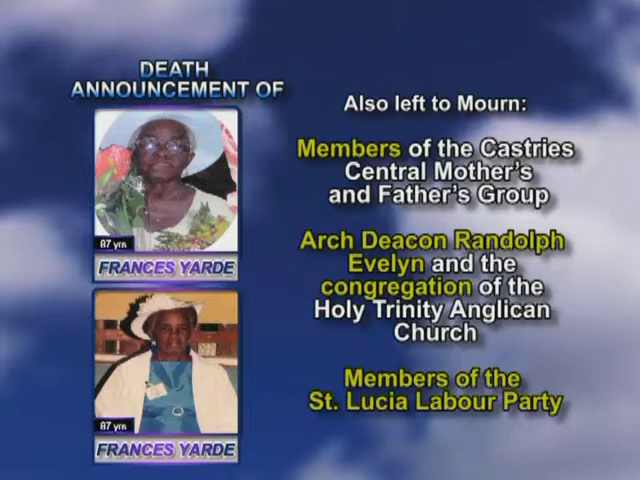 DEATH
ANNOUNCEMENT OF
87 yrs
FRANCES YARDE
87 yrs
FRANCES YARDE
Also left to Mourn:
Members of the Castries
Central Mother's
and Father's Group
Arch Deacon Randolph
Evelyn and the
congregation of the
Holy Trinity Anglican
Church
Members of the
St. Lucia Labour Party